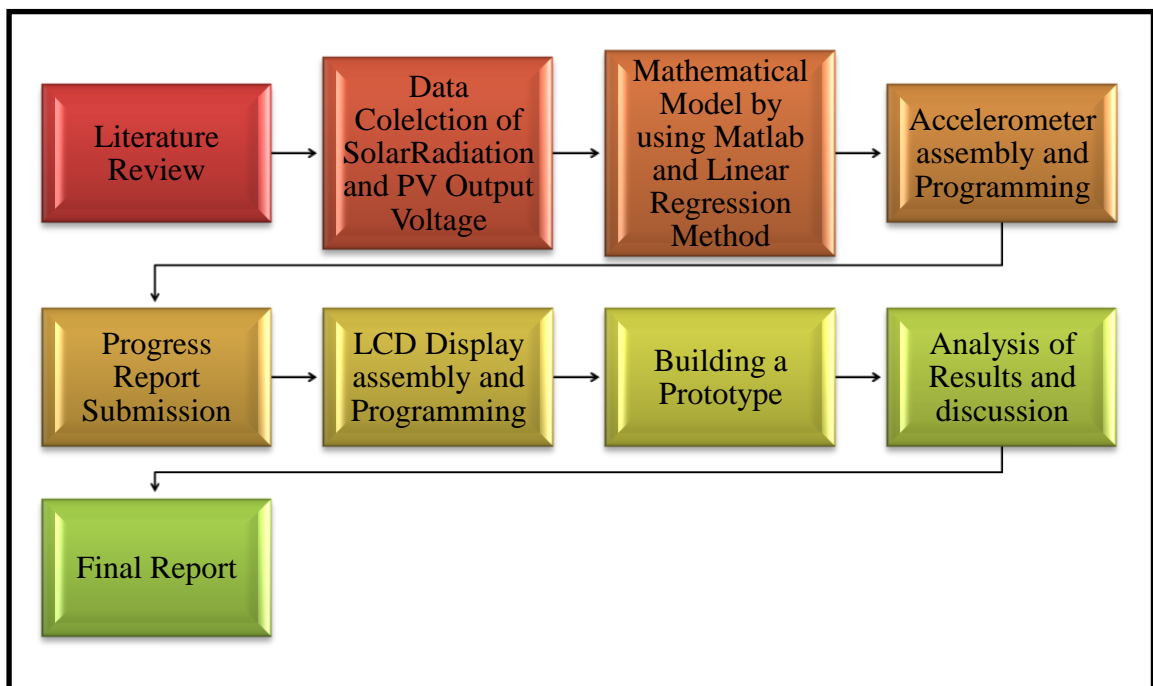 Literature
Review
Data
Colelction of
SolarRadiation
and PV Output
Voltage
Mathematical
Model by
using Matlab
and Linear
Regression
Method
Accelerometer
assembly and
Programming
Progress
Report
Submission
LCD Display
assembly and
Programming
Building a
Prototype
Analysis of
Results and
discussion
Final Report